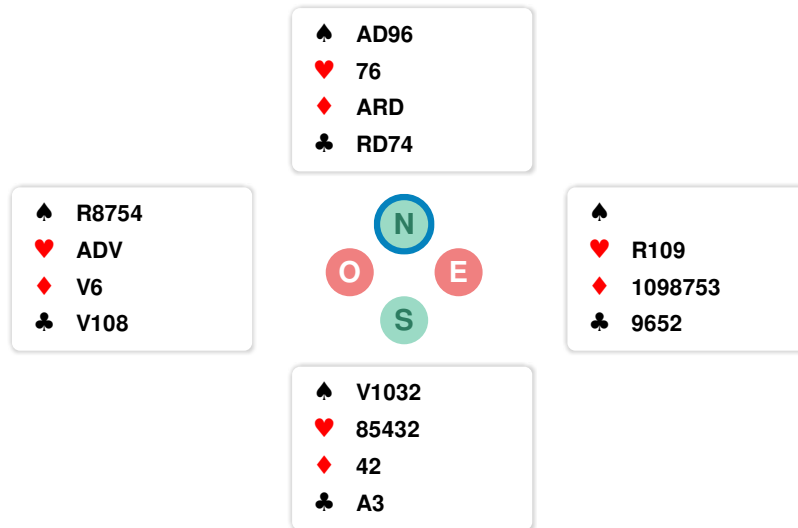 ♠ AD96
♥ 76
♦ ARD
♣ RD74
♠ R8754
♥ ADV
♦ V6
♣ V108
N
O
E
S
♠
♥ R109
♦ 1098753
♣ 9652
♠ V1032
♥ 85432
♦ 42
♣ A3